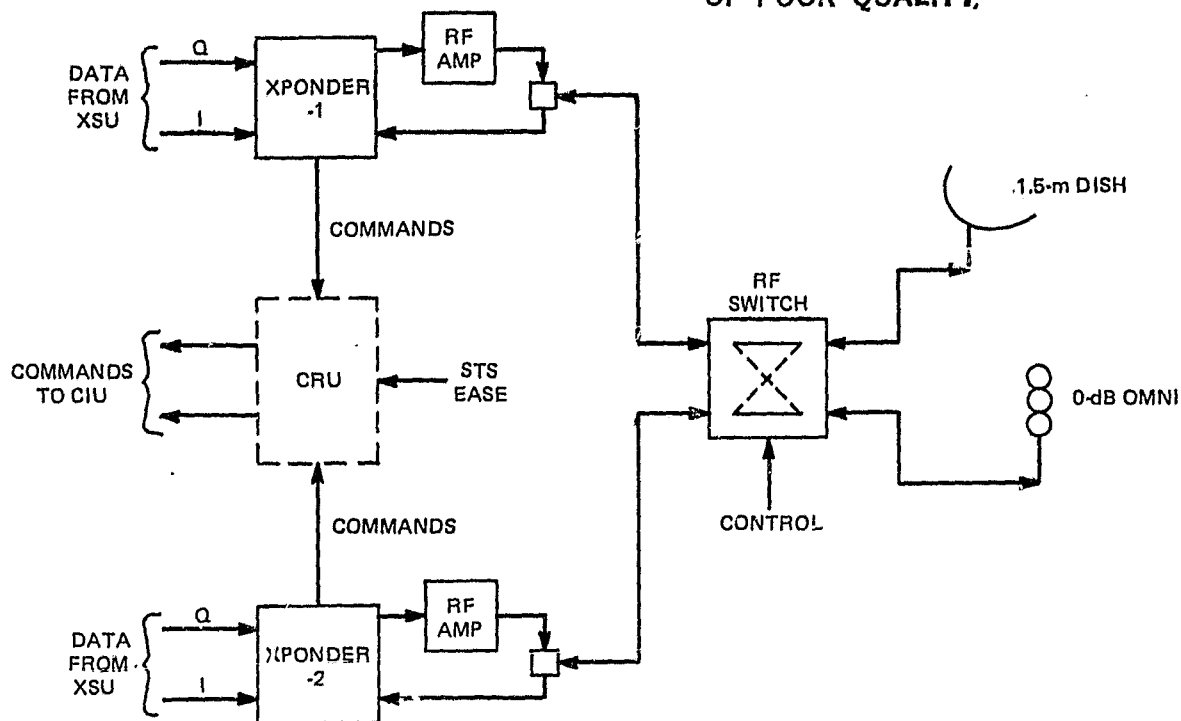 OF POOR QUALITY
Q
DATA
FROM
XSU
I
XPONDER
-1
RF
AMP
COMMANDS
1.5-m DISH
RF
SWITCH
COMMANDS
TO CIU
CRU
STS
EASE
0-dB OMNI
CONTROL
COMMANDS
Q
DATA
FROM
XSU
I
XPONDER
-2
RF
AMP